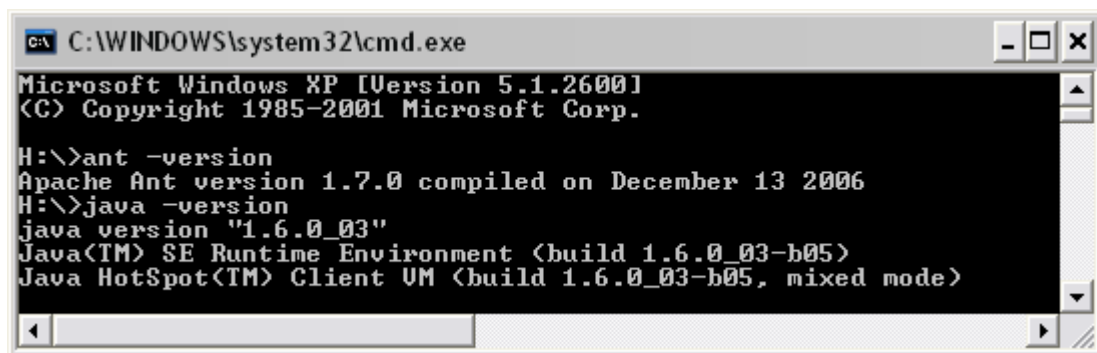 C:\WINDOWS\system32\cmd.exe
Microsoft Windows XP [Version 5.1.2600]
(C) Copyright 1985-2001 Microsoft Corp.
H:\>ant -version
Apache Ant version 1.7.0 compiled on December 13 2006
H:\>java -version
java version "1.6.0_03"
Java(TM) SE Runtime Environment (build 1.6.0_03-b05)
Java HotSpot(TM) Client VM (build 1.6.0_03-b05, mixed mode)